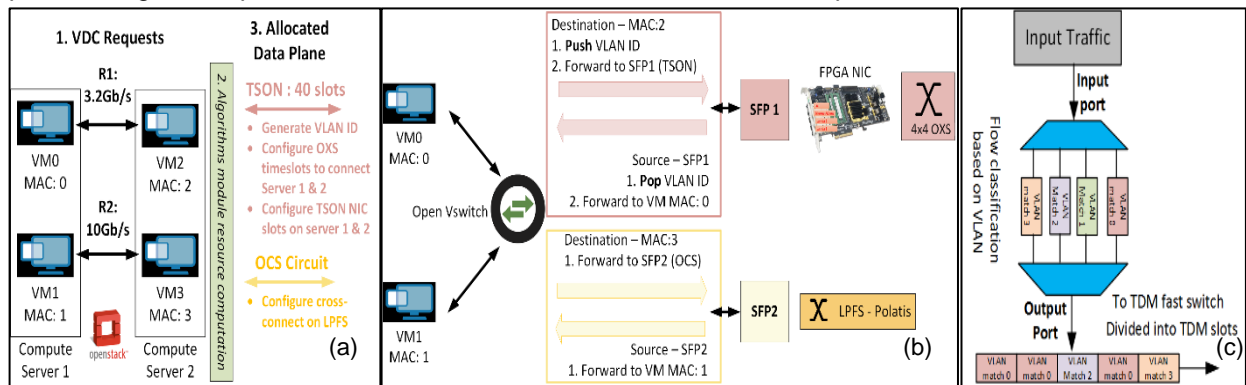 1. VDC Requests
R1:
3.2Gb/s
VM0
MAC: 0
VM2
MAC: 2
R2:
10Gb/s
VM1
MAC: 1
VM3
MAC: 3
openstack
Compute
Server 1
Compute
Server 2
2. Algorithms module resource computation
3. Allocated
Data Plane
TSON : 40 slots
• Generate VLAN ID
• Configure OXS
timeslots to connect
Server 1 & 2
• Configure TSON NIC
slots on server 1 & 2
OCS Circuit
• Configure cross-
connect on LPFS
(a)
VM0
MAC: 0
Open Vswitch
VM1
MAC: 1
Destination – MAC:2
1. Push VLAN ID
2. Forward to SFP1 (TSON)
Source – SFP1
1. Pop VLAN ID
2. Forward to VM MAC: 0
SFP 1
FPGA NIC
4x4 OXS
Destination – MAC:3
1. Forward to SFP2 (OCS)
Source – SFP2
1. Forward to VM MAC: 1
SFP2
LPFS - Polatis
(b)
Input Traffic
Input
port
Flow classification
based on VLAN
VLAN
match 3
VLAN
Match 2
VLAN
Match 1
VLAN
match 0
Output
Port
To TDM fast switch
Divided into TDM slots
VLAN
match 0
VLAN
match 0
VLAN
Match 2
VLAN
match 0
VLAN
match 3
(c)